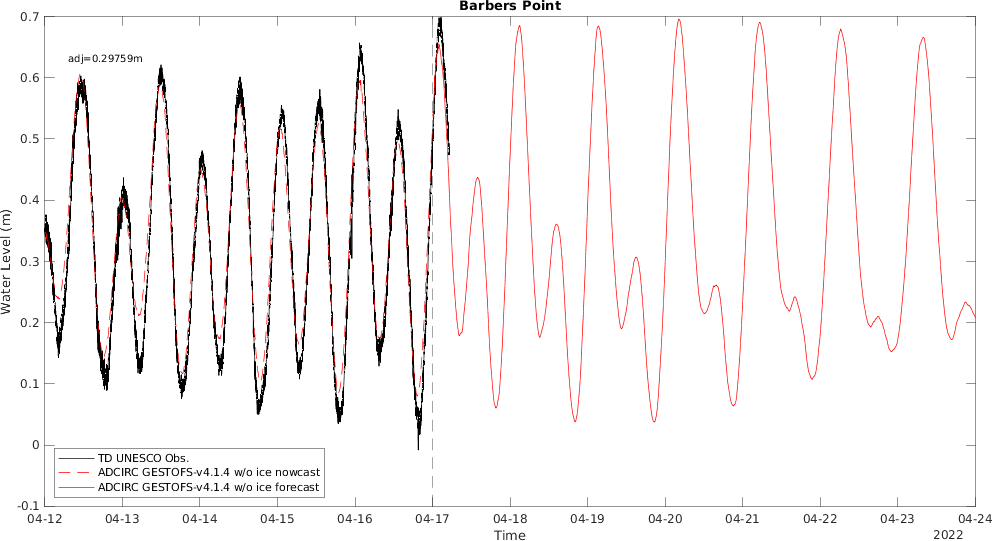 Barbers Point
0.7
adj=0.29759m
0.6
0.5
0.4
0.3
0.2
0.1
0
-0.1
Water Level (m)
TD UNESCO Obs.
ADCIRC GESTOFS-v4.1.4 w/o ice nowcast
ADCIRC GESTOFS-v4.1.4 w/o ice forecast
04-12 04-13 04-14 04-15 04-16 04-17 04-18 04-19 04-20 04-21 04-22 04-23 04-24
Time
2022